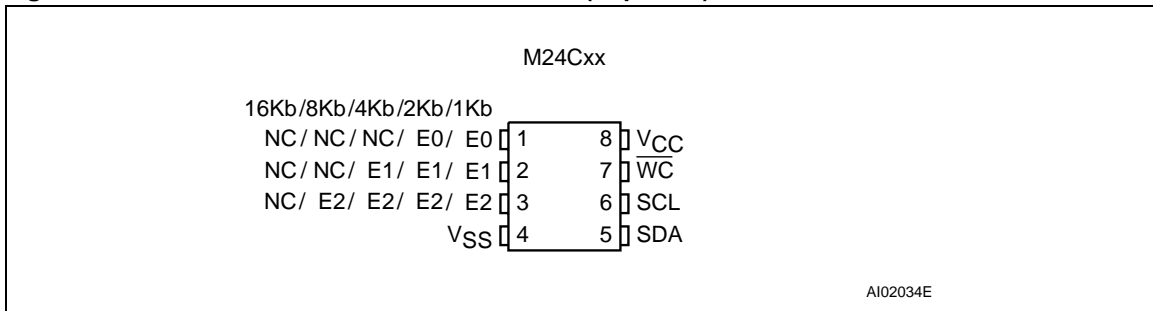 M24Cxx
16Kb/8Kb/4Kb/2Kb/1Kb
NC/ NC/ NC/ E0/ E0 1 8 VCC
NC/ NC/ E1/ E1/ E1 2 7 W̅C̅
NC/ E2/ E2/ E2/ E2 3 6 SCL
VSS 4 5 SDA
AI02034E